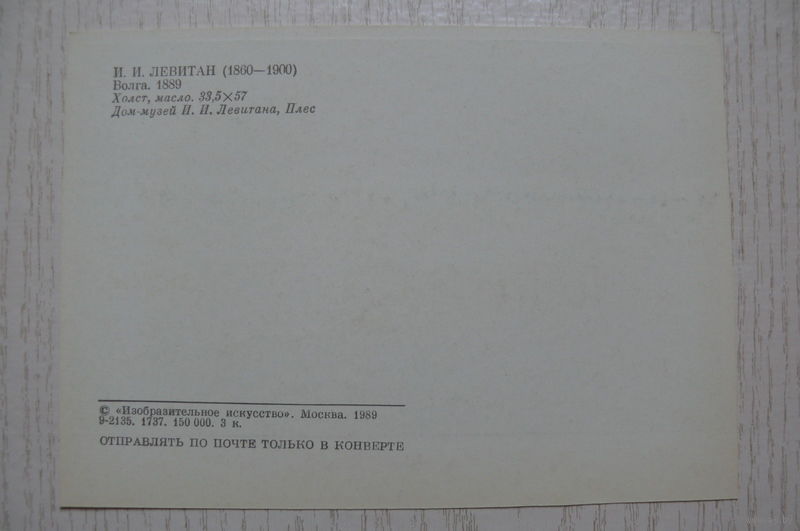 И. И. ЛЕВИТАН (1860—1900)
Волга. 1889
Холст, масло. 33,5×57
Дом-музей И. И. Левитана, Плес
© «Изобразительное искусство». Москва. 1989
9-2135. 1737. 150 000. 3 к.
ОТПРАВЛЯТЬ ПО ПОЧТЕ ТОЛЬКО В КОНВЕРТЕ